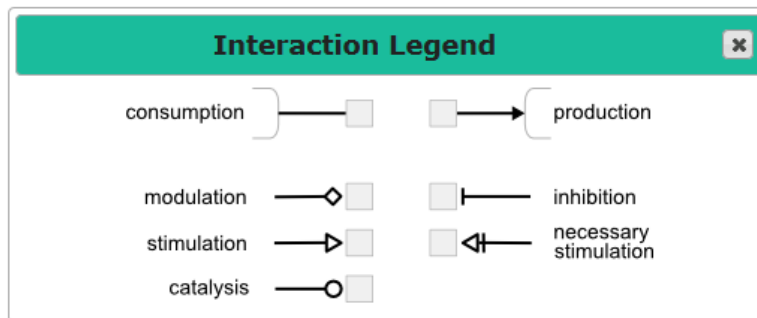 Interaction Legend
consumption
production
modulation
inhibition
stimulation
necessary
stimulation
catalysis